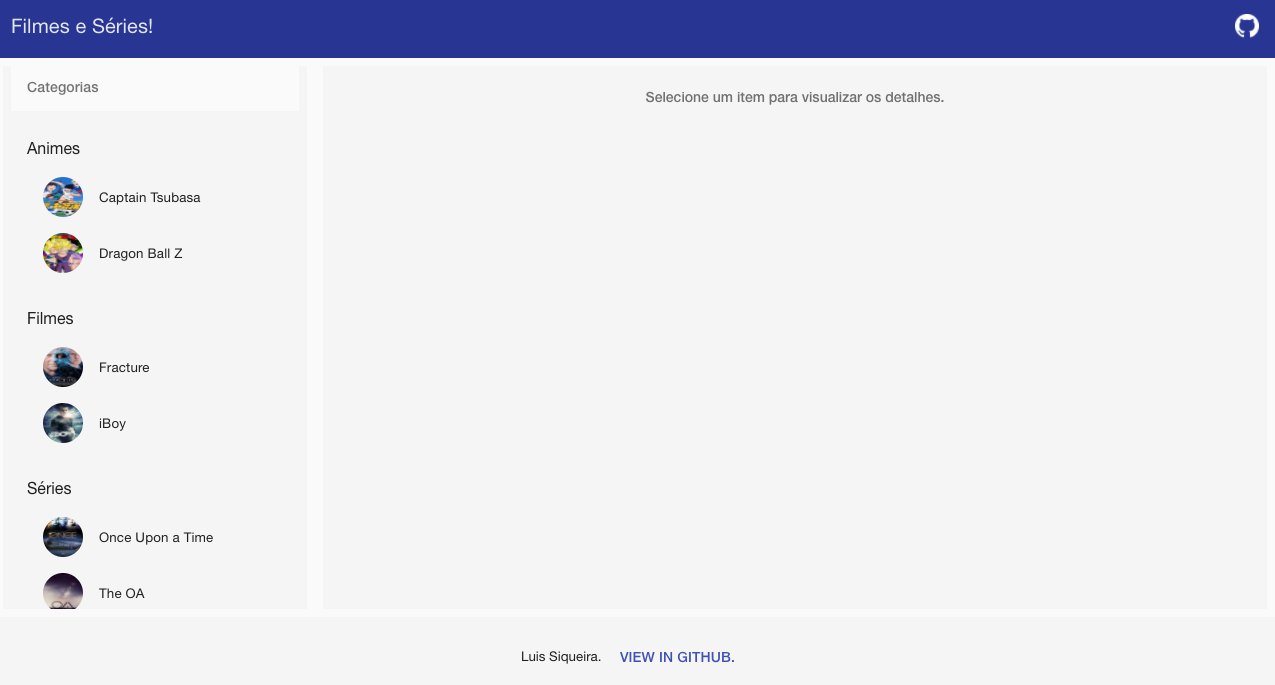 Filmes e Séries!
Categorias
Selecione um item para visualizar os detalhes.
Animes
Captain Tsubasa
Dragon Ball Z
Filmes
Fracture
iBoy
Séries
Once Upon a Time
The OA
OA
Luis Siqueira. VIEW IN GITHUB.